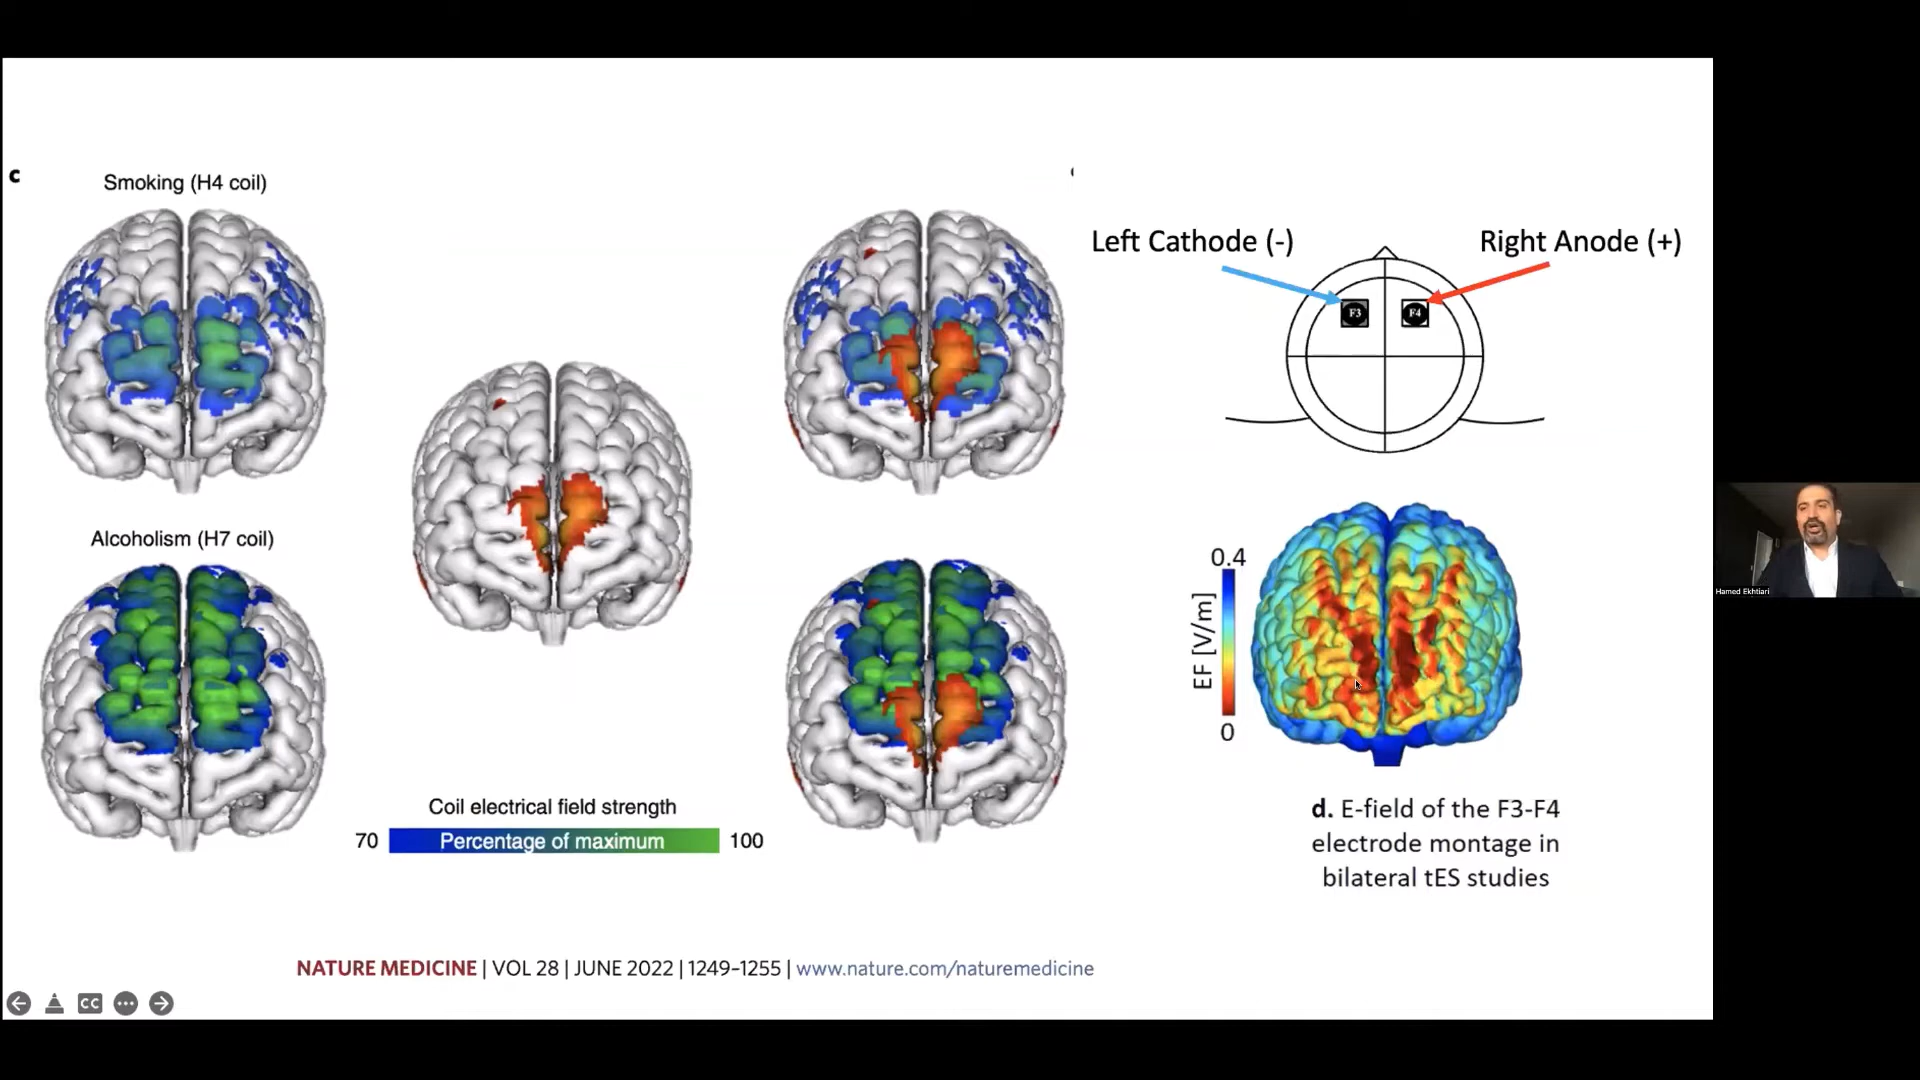 c
Smoking (H4 coil)
Alcoholism (H7 coil)
Coil electrical field strength
70 Percentage of maximum 100
Left Cathode (-) Right Anode (+)
F3 F4
0.4
EF [V/m]
0
d. E-field of the F3-F4
electrode montage in
bilateral tES studies
NATURE MEDICINE | VOL 28 | JUNE 2022 | 1249–1255 | www.nature.com/naturemedicine
CC
Hamed Ekhtiari